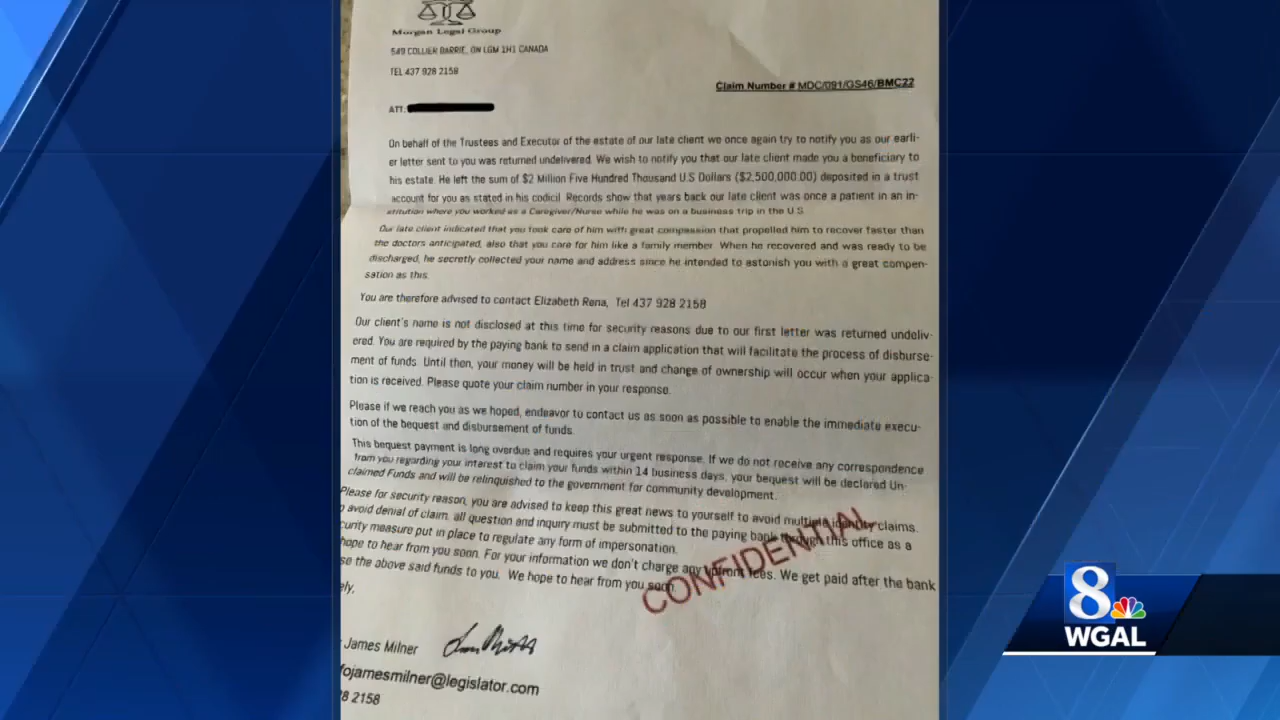 Morgan Legal Group
549 COLLIER BARRIE, ON LGM 1H1 CANADA
TEL 437 928 2158
Claim Number # MDC/091/GS46/BMC22
ATT:
On behalf of the Trustees and Executor of the estate of our late client we once again try to notify you as our earli-
er letter sent to you was returned undelivered. We wish to notify you that our late client made you a beneficiary to
his estate. He left the sum of $2 Million Five Hundred Thousand U.S Dollars ($2,500,000.00) deposited in a trust
account for you as stated in his codicil. Records show that years back our late client was once a patient in an in-
stitution where you worked as a Caregiver/Nurse while he was on a business trip in the U.S
Our late client indicated that you took care of him with great compassion that propelled him to recover faster than
the doctors anticipated, also that you care for him like a family member. When he recovered and was ready to be
discharged, he secretly collected your name and address since he intended to astonish you with a great compen-
sation as this.
You are therefore advised to contact Elizabeth Rena, Tel 437 928 2158
Our client's name is not disclosed at this time for security reasons due to our first letter was returned undeliv-
ered. You are required by the paying bank to send in a claim application that will facilitate the process of disburse-
ment of funds. Until then, your money will be held in trust and change of ownership will occur when your applica-
tion is received. Please quote your claim number in your response.
Please if we reach you as we hoped, endeavor to contact us as soon as possible to enable the immediate execu-
tion of the bequest and disbursement of funds.
This bequest payment is long overdue and requires your urgent response. If we do not receive any correspondence
from you regarding your interest to claim your funds within 14 business days, your bequest will be declared Un-
claimed Funds and will be relinquished to the government for community development.
Please for security reason, you are advised to keep this great news to yourself to avoid multiple identity claims.
o avoid denial of claim, all question and inquiry must be submitted to the paying bank through this office as a
curity measure put in place to regulate any form of impersonation.
hope to hear from you soon. For your information we don't charge any upfront fees. We get paid after the bank
se the above said funds to you. We hope to hear from you soon.
ely,
CONFIDENTIAL
James Milner
fojamesmilner@legislator.com
28 2158
8
WGAL